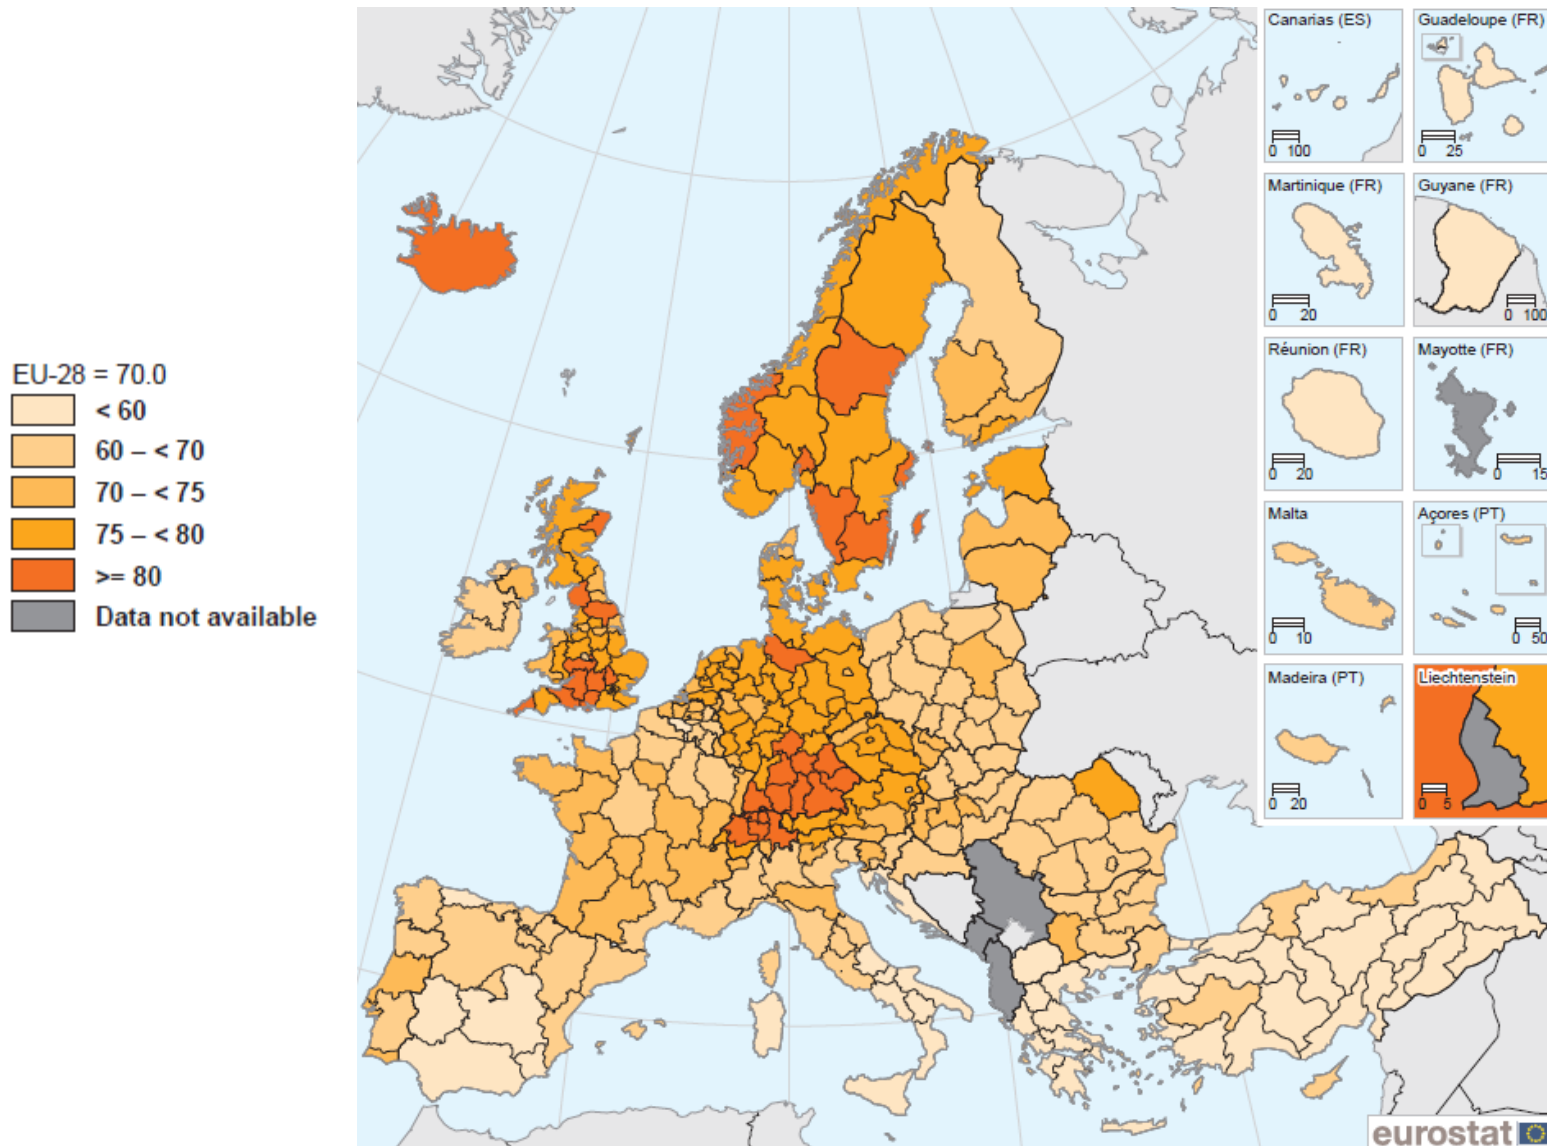 EU-28 = 70.0
< 60
60 – < 70
70 – < 75
75 – < 80
>= 80
Data not available
Canarias (ES)
0 100
Guadeloupe (FR)
0 25
Martinique (FR)
0 20
Guyane (FR)
0 100
Réunion (FR)
0 20
Mayotte (FR)
0 15
Malta
0 10
Açores (PT)
0 50
Madeira (PT)
0 20
Liechtenstein
0 5
eurostat